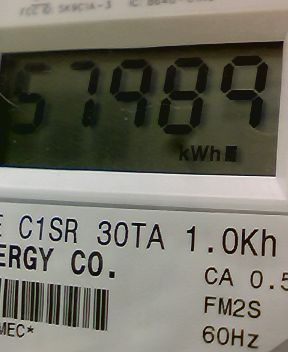 57989
kWh
E C1SR 30TA 1.0Kh
ERGY CO.
CA 0.5
FM2S
60Hz
MEC*